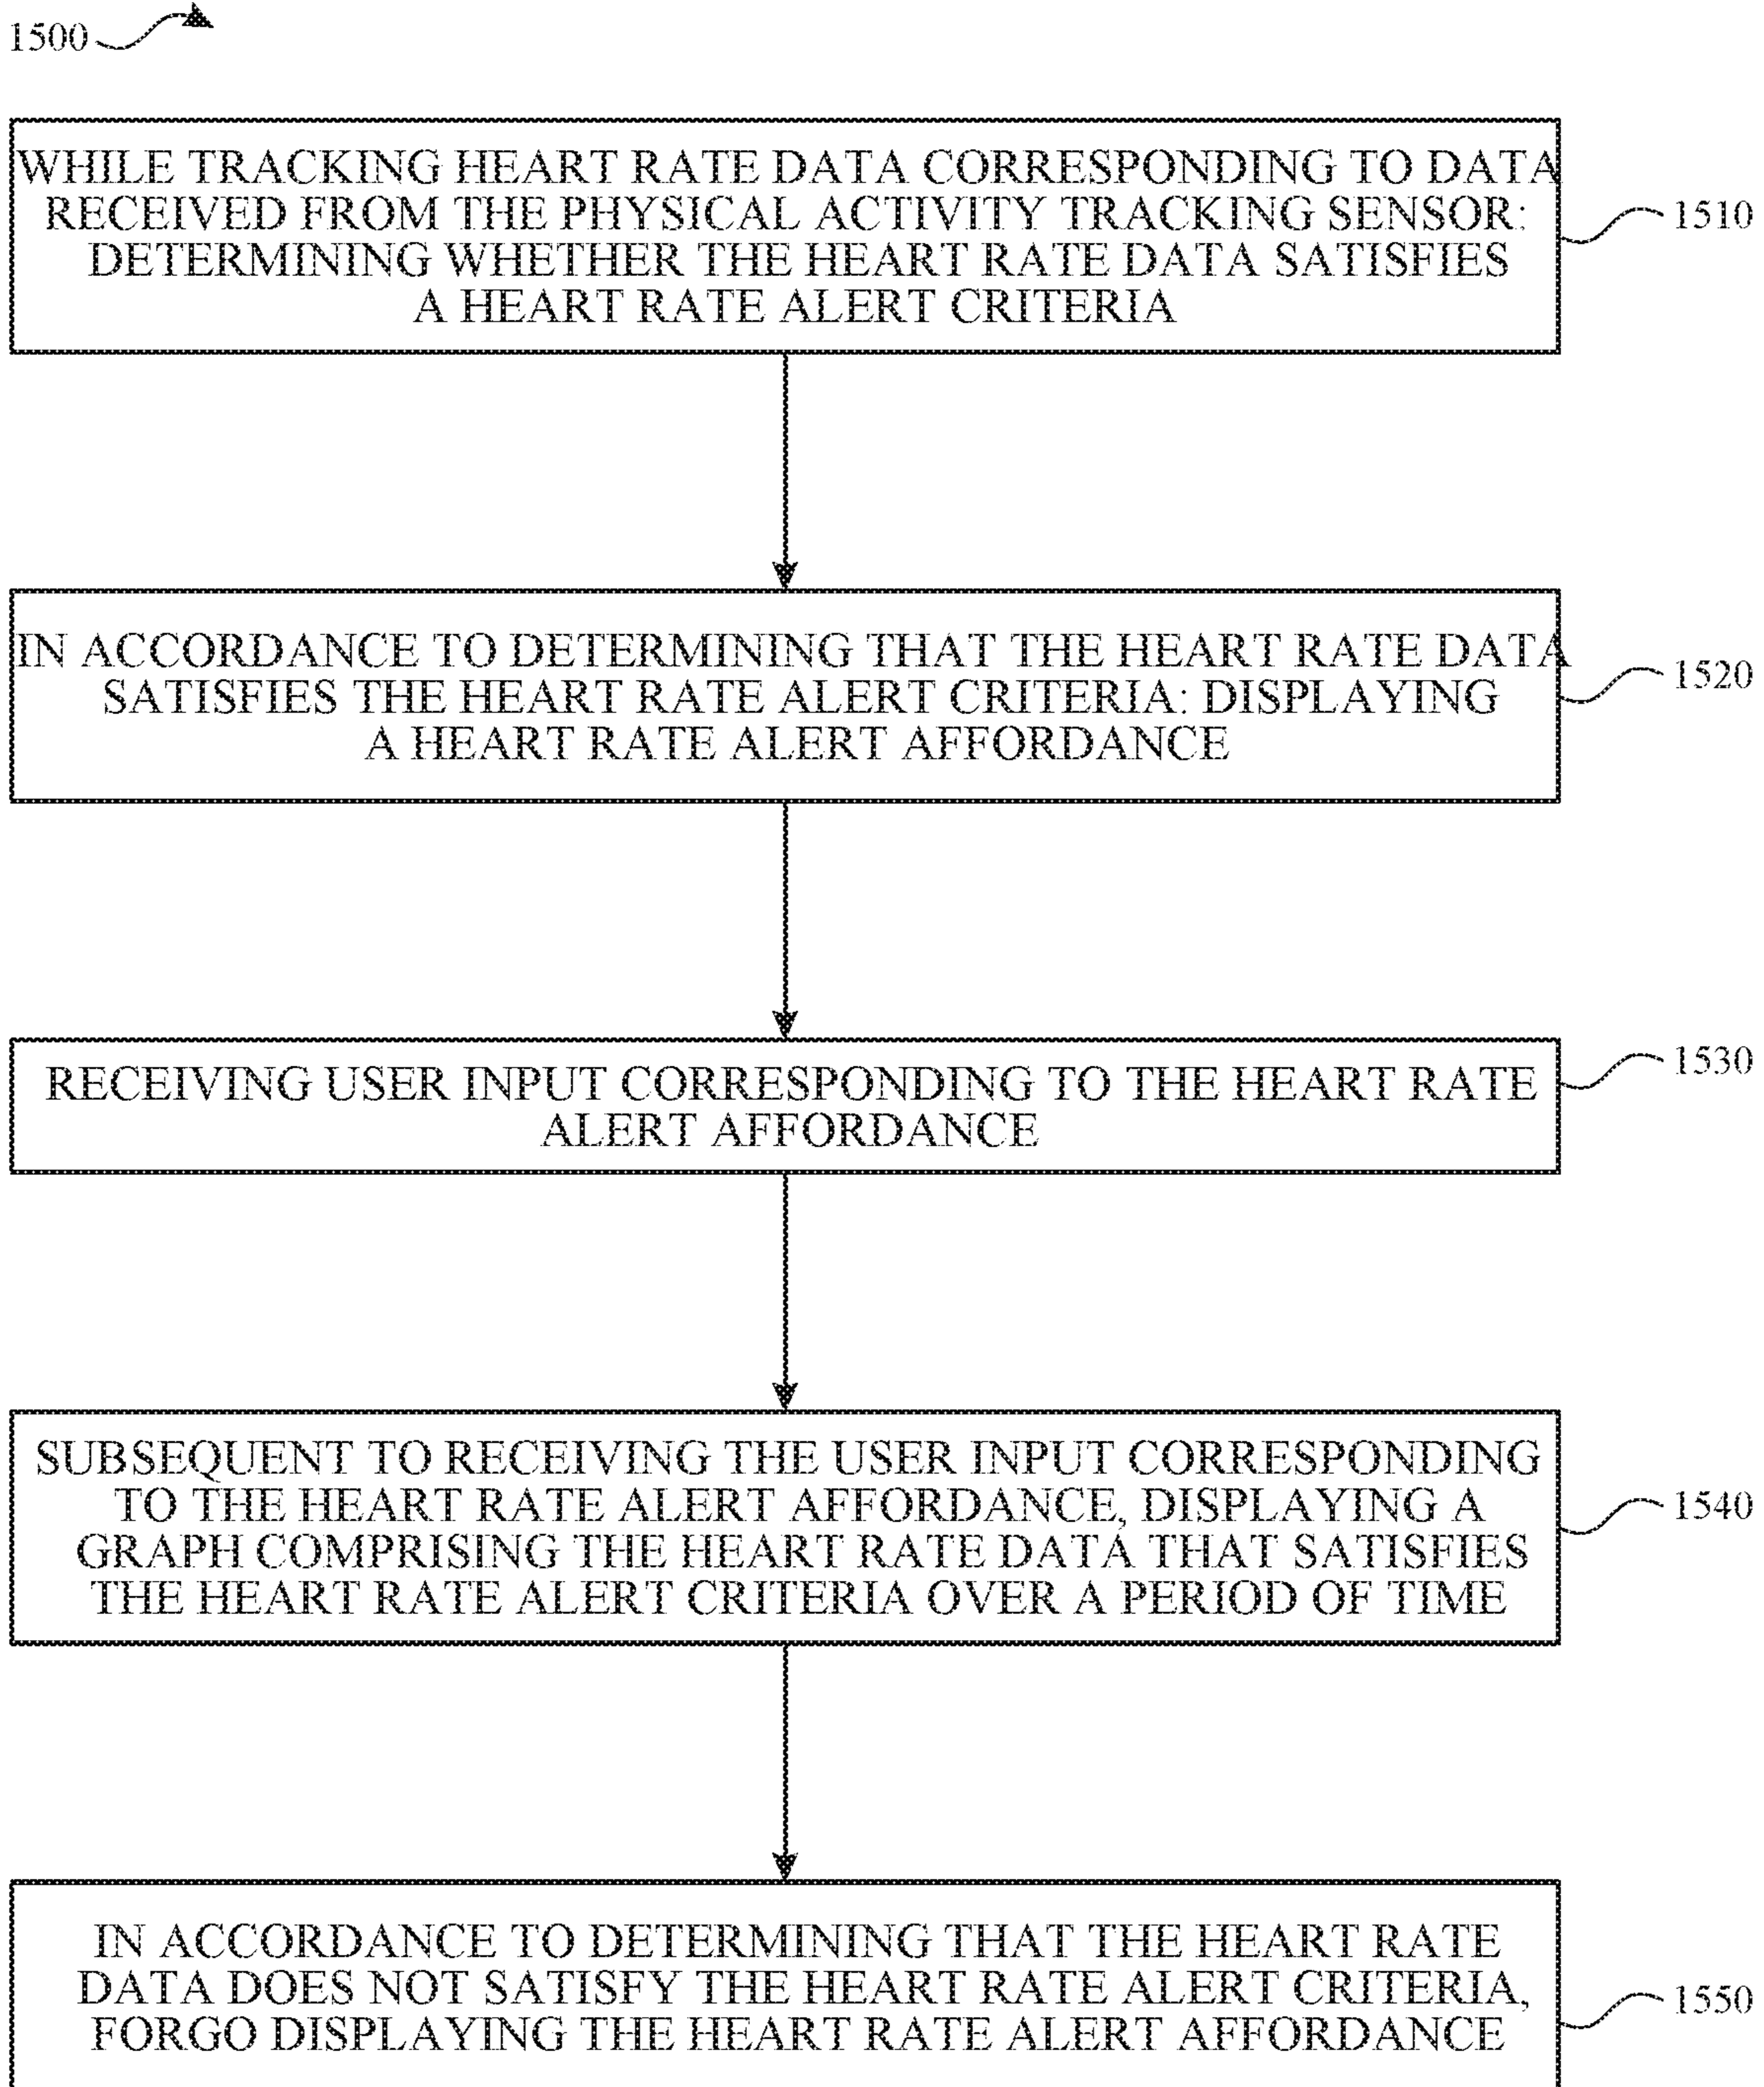 1500
WHILE TRACKING HEART RATE DATA CORRESPONDING TO DATA
RECEIVED FROM THE PHYSICAL ACTIVITY TRACKING SENSOR:
DETERMINING WHETHER THE HEART RATE DATA SATISFIES
A HEART RATE ALERT CRITERIA
1510
IN ACCORDANCE TO DETERMINING THAT THE HEART RATE DATA
SATISFIES THE HEART RATE ALERT CRITERIA: DISPLAYING
A HEART RATE ALERT AFFORDANCE
1520
RECEIVING USER INPUT CORRESPONDING TO THE HEART RATE
ALERT AFFORDANCE
1530
SUBSEQUENT TO RECEIVING THE USER INPUT CORRESPONDING
TO THE HEART RATE ALERT AFFORDANCE, DISPLAYING A
GRAPH COMPRISING THE HEART RATE DATA THAT SATISFIES
THE HEART RATE ALERT CRITERIA OVER A PERIOD OF TIME
1540
IN ACCORDANCE TO DETERMINING THAT THE HEART RATE
DATA DOES NOT SATISFY THE HEART RATE ALERT CRITERIA,
FORGO DISPLAYING THE HEART RATE ALERT AFFORDANCE
1550